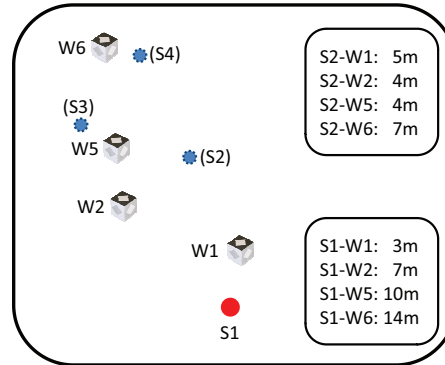 W6
(S4)
(S3)
W5
(S2)
W2
W1
S1
S2-W1: 5m
S2-W2: 4m
S2-W5: 4m
S2-W6: 7m
S1-W1: 3m
S1-W2: 7m
S1-W5: 10m
S1-W6: 14m